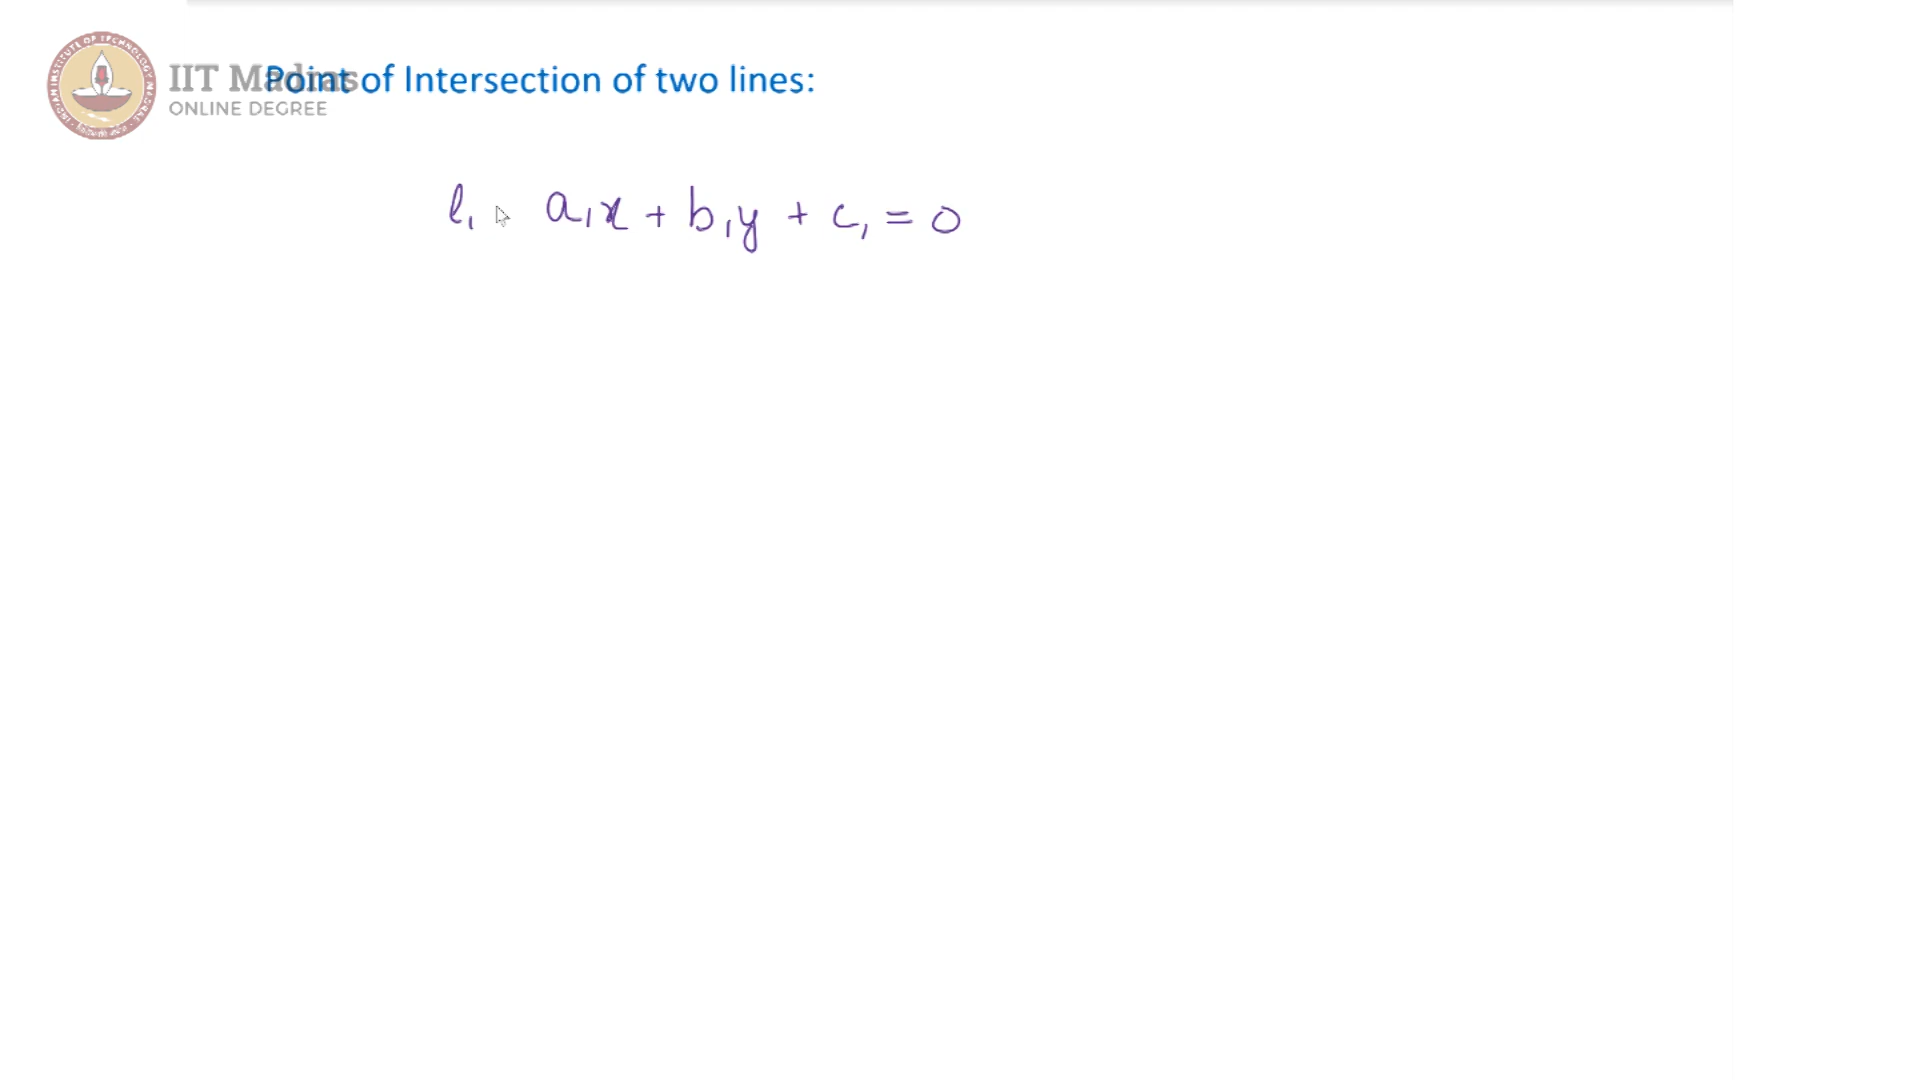 IIT Madras
ONLINE DEGREE
Point of Intersection of two lines:
l₁ a₁x + b₁y + c₁ = 0